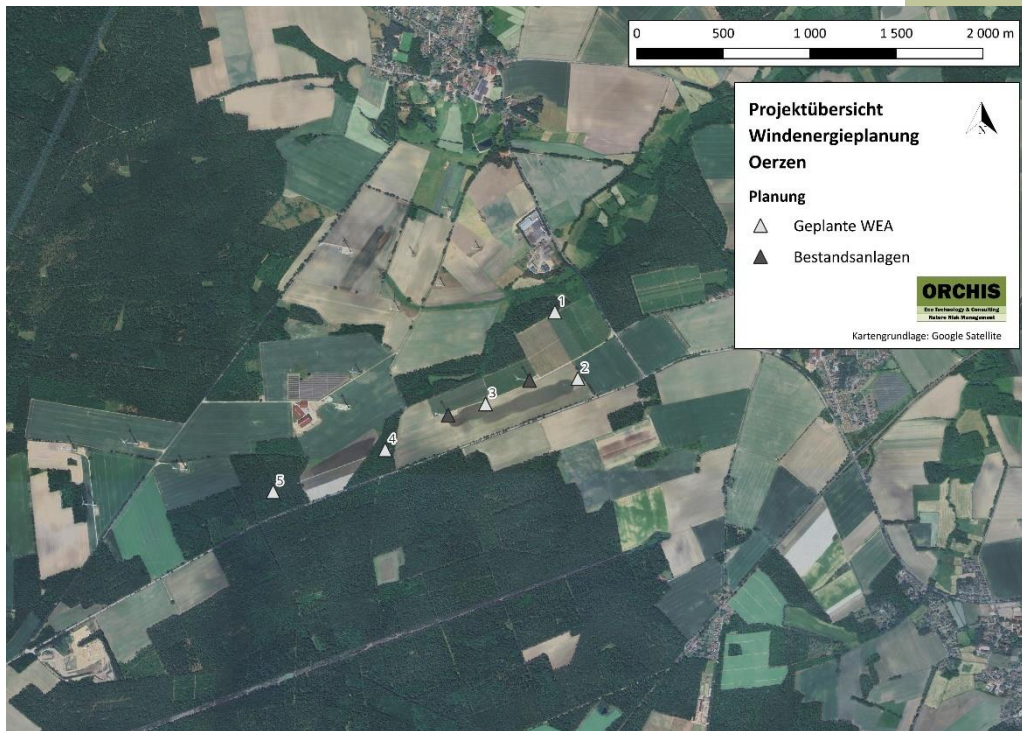 0 500 1 000 1 500 2 000 m
Projektübersicht
Windenergieplanung
Oerzen
N
Planung
Geplante WEA
Bestandsanlagen
ORCHIS
Eco Technology & Consulting
Nature Risk Management
Kartengrundlage: Google Satellite
1
2
3
4
5